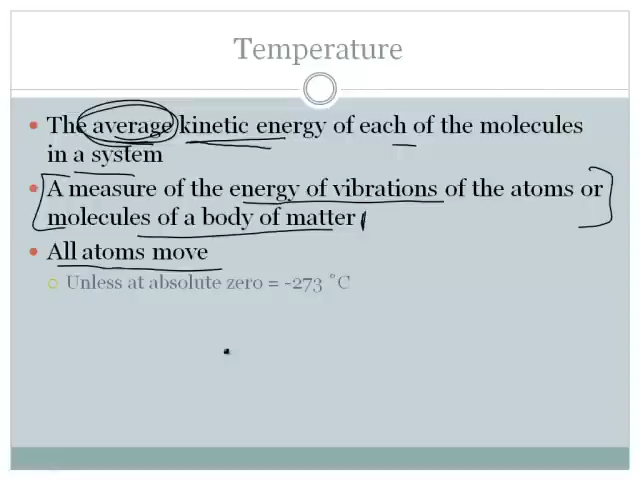 Temperature
• The average kinetic energy of each of the molecules
in a system
• A measure of the energy of vibrations of the atoms or
molecules of a body of matter
• All atoms move
○ Unless at absolute zero = -273 °C